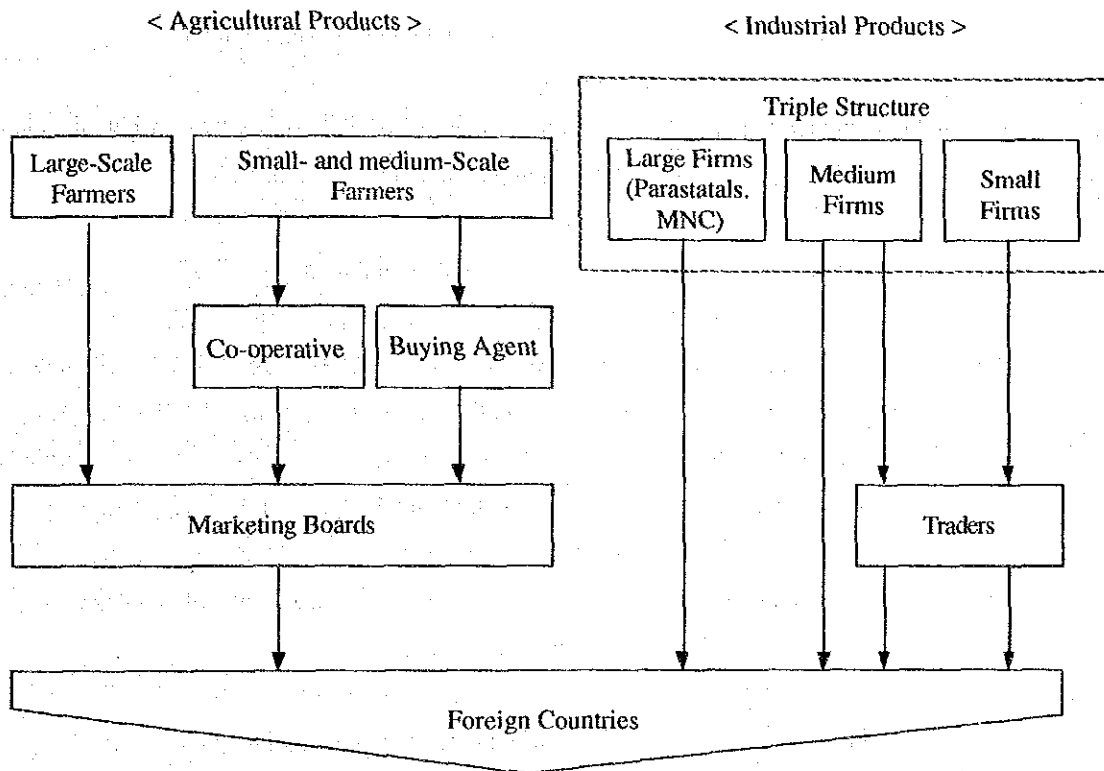 < Agricultural Products >
< Industrial Products >
Triple Structure
Large-Scale
Farmers
Small- and medium-Scale
Farmers
Large Firms
(Parastatals,
MNC)
Medium
Firms
Small
Firms
Co-operative
Buying Agent
Marketing Boards
Traders
Foreign Countries